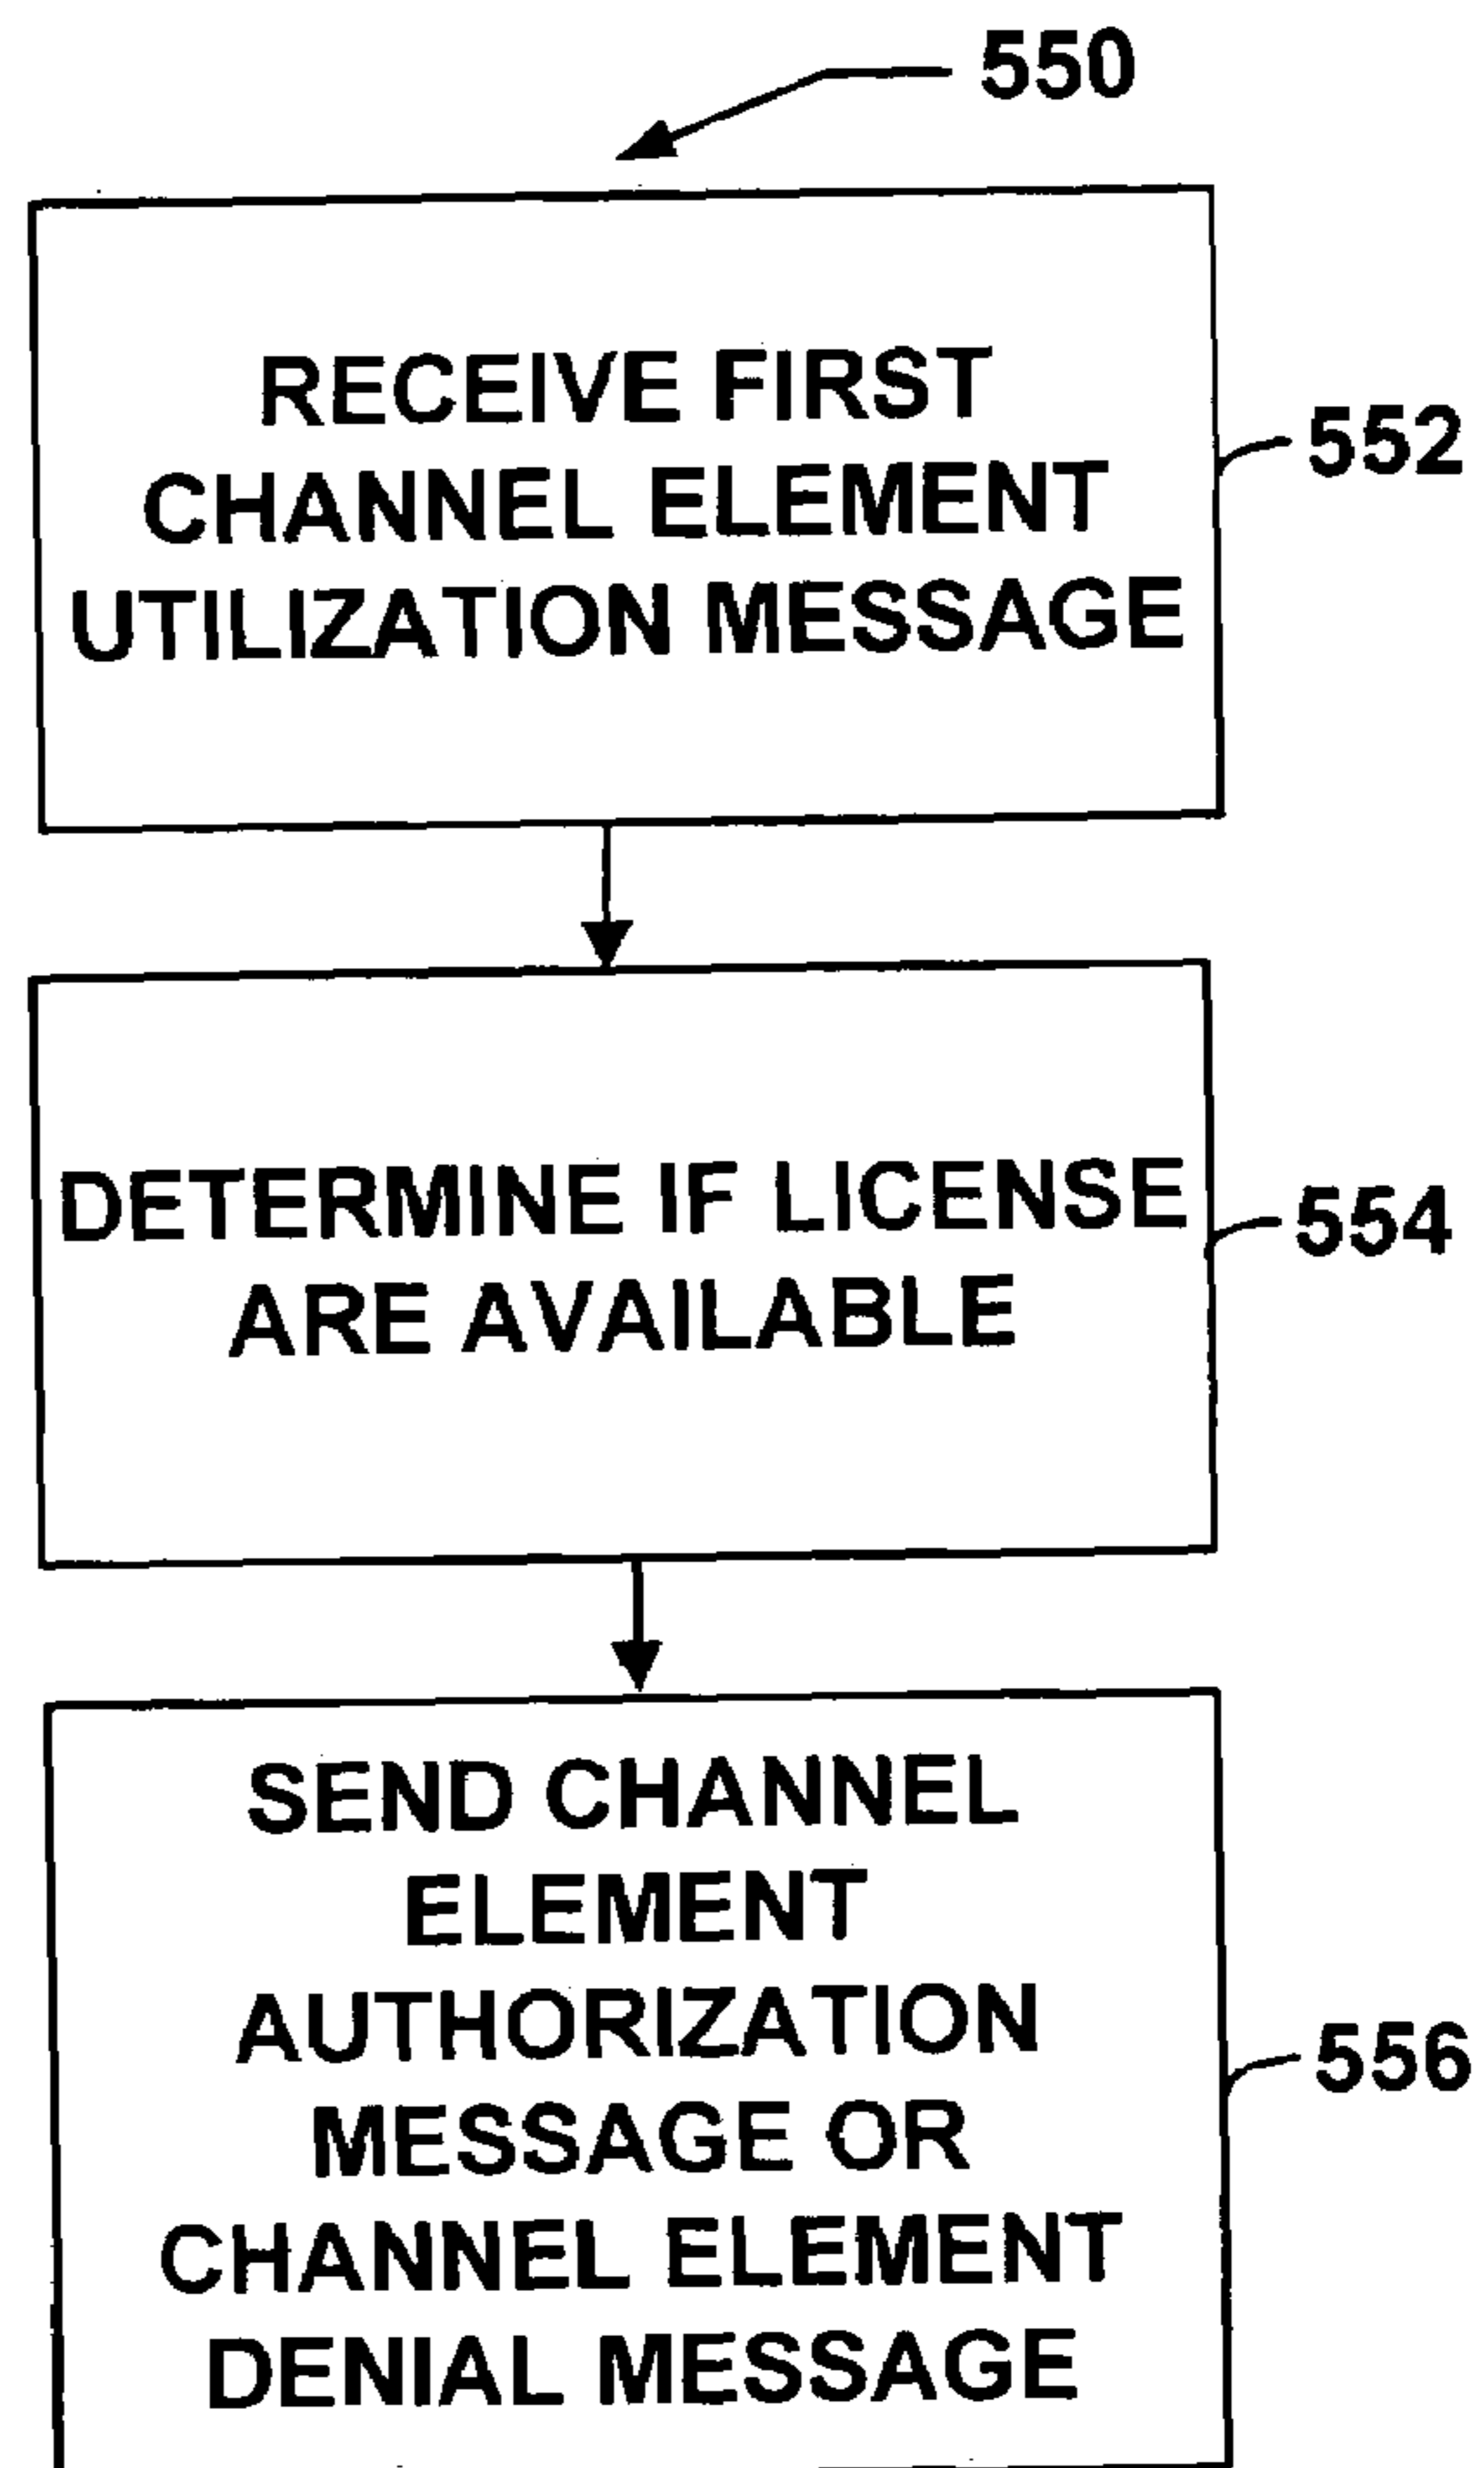 550
RECEIVE FIRST
CHANNEL ELEMENT
UTILIZATION MESSAGE
552
DETERMINE IF LICENSE
ARE AVAILABLE
554
SEND CHANNEL
ELEMENT
AUTHORIZATION
MESSAGE OR
CHANNEL ELEMENT
DENIAL MESSAGE
556